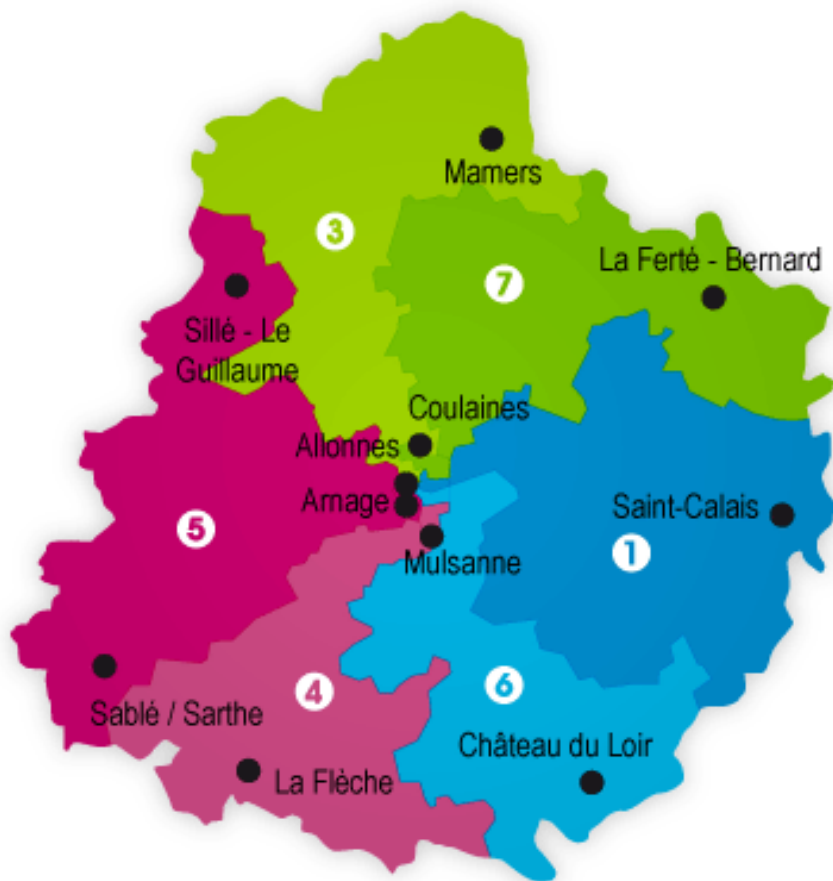 Mamers
3
La Ferté - Bernard
7
Sillé - Le
Guillaume
Coulaines
Allonnes
Arnage
Saint-Calais
5
Mulsanne
1
4
6
Sablé / Sarthe
Château du Loir
La Flèche